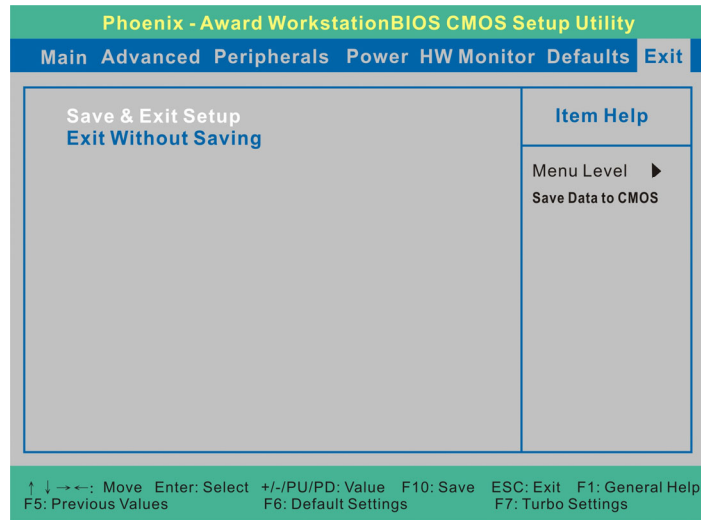 Phoenix - Award WorkstationBIOS CMOS Setup Utility
Main Advanced Peripherals Power HW Monitor Defaults Exit
Save & Exit Setup
Exit Without Saving
Item Help
Menu Level ▶
Save Data to CMOS
↑ ↓ → ←: Move Enter: Select +/-/PU/PD: Value F10: Save ESC: Exit F1: General Help
F5: Previous Values F6: Default Settings F7: Turbo Settings